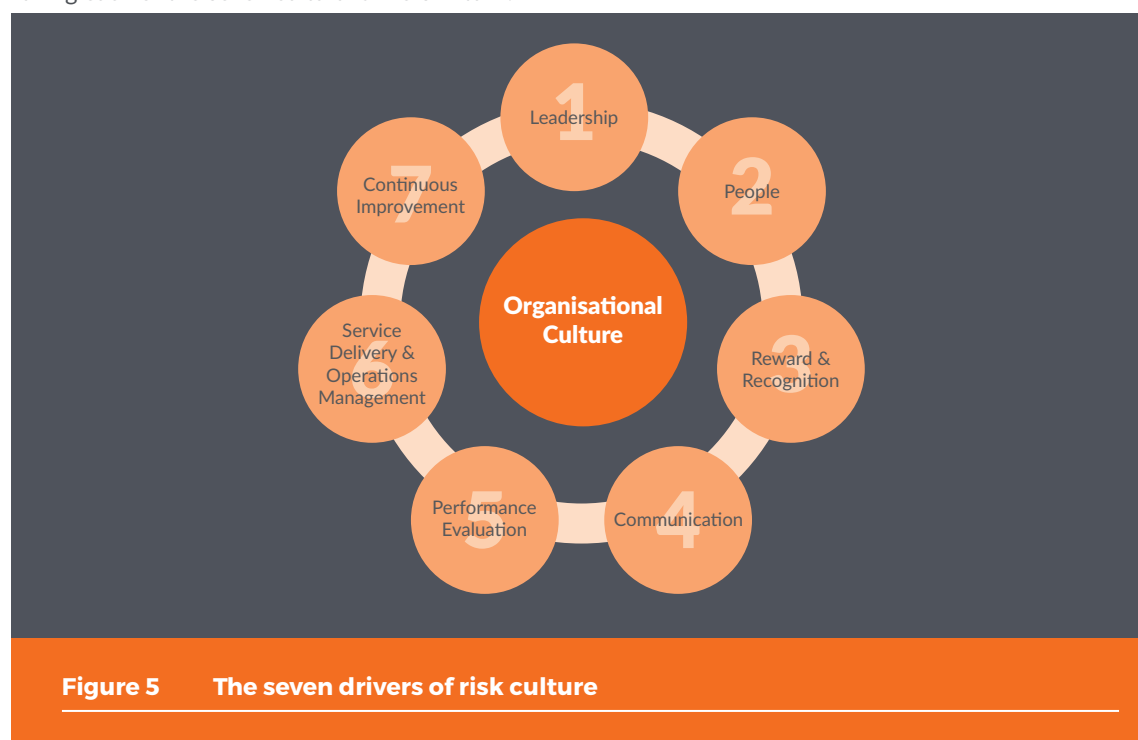 1
Leadership
2
People
3
Reward &
Recognition
4
Communication
5
Performance
Evaluation
6
Service
Delivery &
Operations
Management
7
Continuous
Improvement
Organisational
Culture
Figure 5 The seven drivers of risk culture